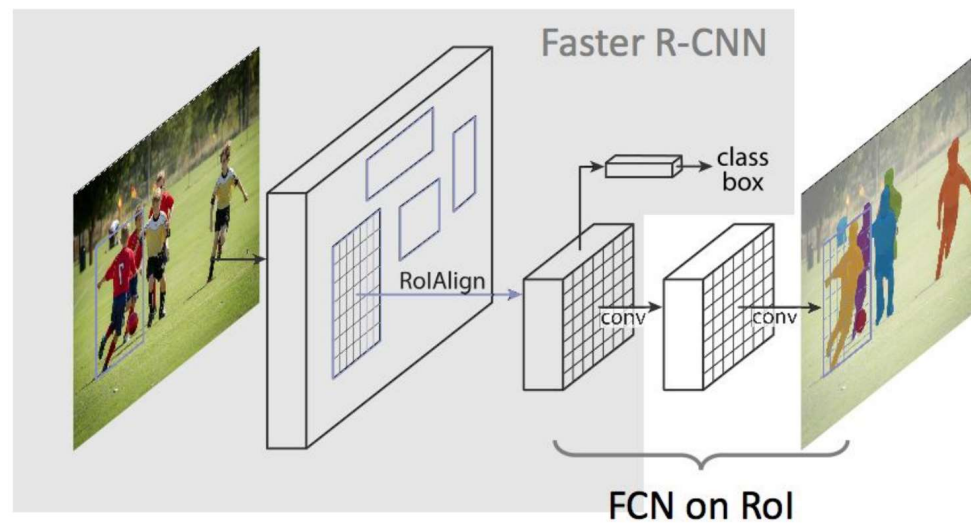 Faster R-CNN
class
box
RoIAlign
conv
conv
FCN on RoI